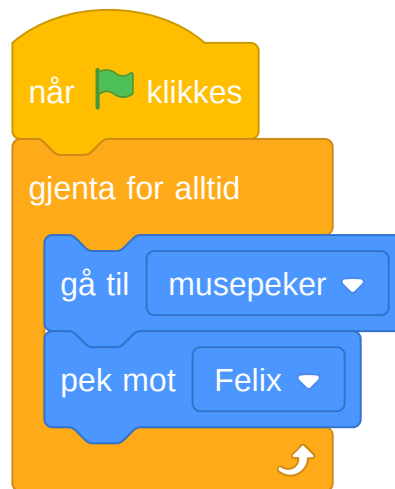 når klikkes
gjenta for alltid
gå til musepeker
pek mot Felix